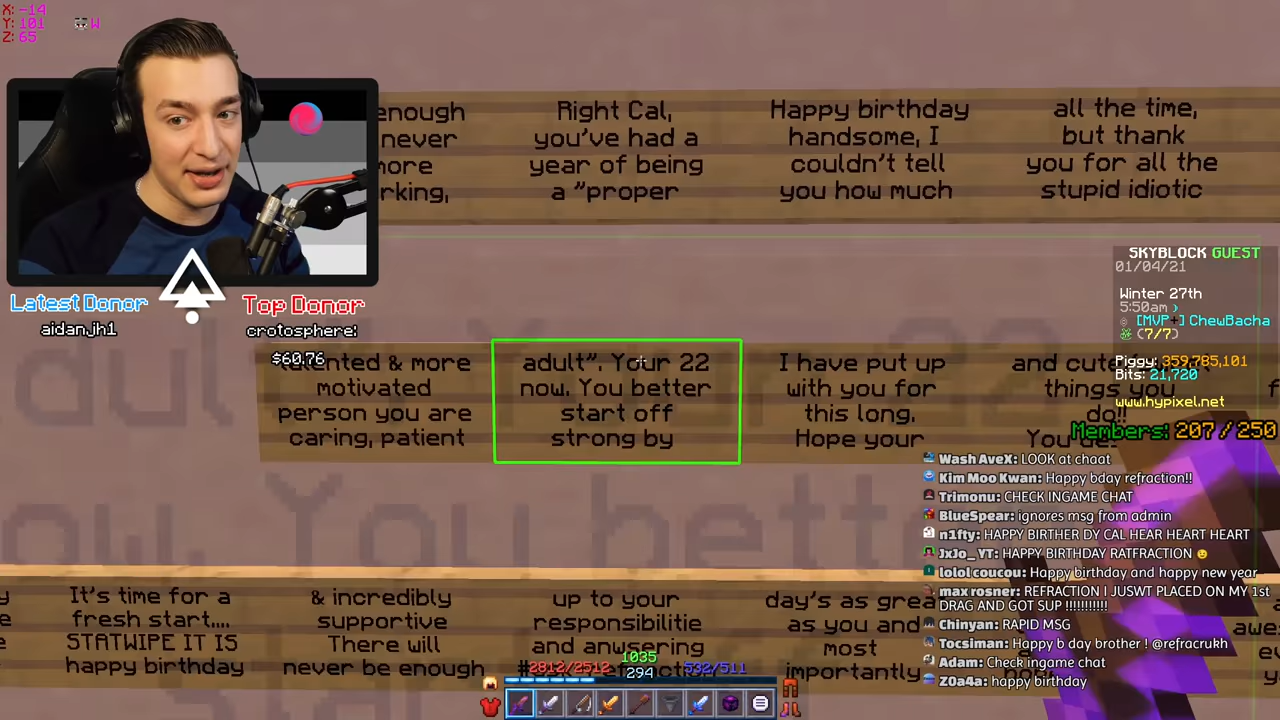 X: -14
Y: 101
Z: 65
W
enough
never
more
rking,
Right Cal,
you've had a
year of being
a "proper
Happy birthday
handsome, I
couldn't tell
you how much
all the time,
but thank
you for all the
stupid idiotic
Latest Donor
aidan.jh1
Top Donor
crotosphere:
$60.76
& more
motivated
person you are
caring, patient
adult". Your 22
now. You better
start off
strong by
I have put up
with you for
this long.
Hope your
and cute
things you
do!!
SKYBLOCK GUEST
01/04/21
Winter 27th
5:50am
[MVP+] ChewBacha
(7/7)
Piggy: 359,785,101
Bits: 21,720
www.hypixel.net
Members: 207 / 250
Wash AveX: LOOK at chaat
Kim Moo Kwan: Happy bday refraction!!
Trimonu: CHECK INGAME CHAT
BlueSpear: ignores msg from admin
n1fty: HAPPY BIRTHER DY CAL HEAR HEART HEART
JxJo_YT: HAPPY BIRTHDAY RATFRACTION
lolol coucou: Happy birthday and happy new year
max rosner: REFRACTION I JUSWT PLACED ON MY 1st
DRAG AND GOT SUP !!!!!!!!!!!
Chinyan: RAPID MSG
Tocsiman: Happy b day brother ! @refracrukh
Adam: Check ingame chat
ZOa4a: happy birthday
It's time for a
fresh start....
STATWIPE IT IS
happy birthday
& incredibly
supportive
There will
never be enough
up to your
responsibilitie
and anwsering
day's as grea
as you and
most
importantly
2812/2512
1035
294
532/511